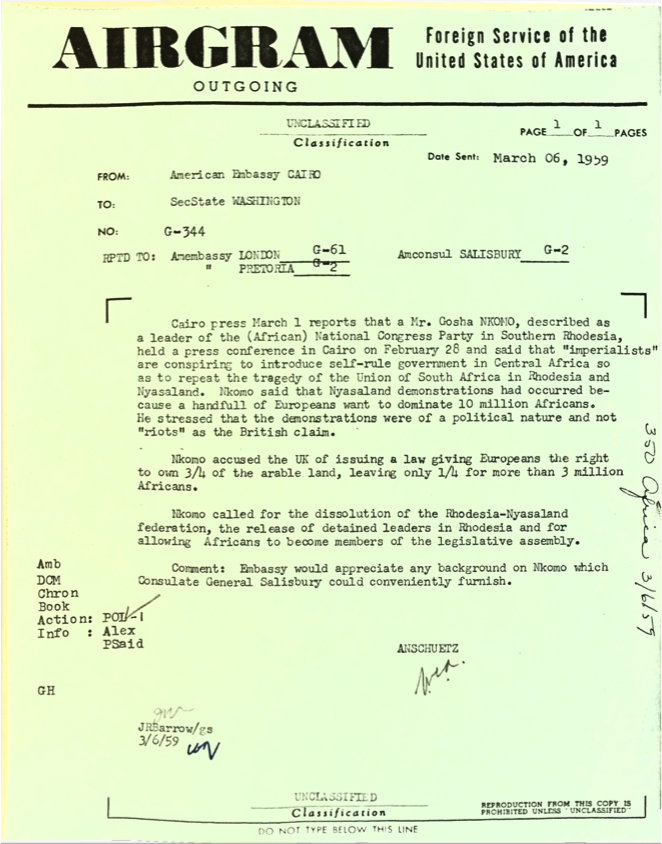 AIRGRAM
Foreign Service of the
United States of America
OUTGOING
UNCLASSIFIED
Classification
PAGE 1 OF 1 PAGES
Date Sent: March 06, 1959
FROM: American Embassy CAIRO
TO: SecState WASHINGTON
NO: G-344
RPTD TO: Amembassy LONDON G-61 Amconsul SALISBURY G-2
" PRETORIA G-2
Cairo press March 1 reports that a Mr. Gosha NKOMO, described as
a leader of the (African) National Congress Party in Southern Rhodesia,
held a press conference in Cairo on February 28 and said that "imperialists"
are conspiring to introduce self-rule government in Central Africa so
as to repeat the tragedy of the Union of South Africa in Rhodesia and
Nyasaland. Nkomo said that Nyasaland demonstrations had occurred be-
cause a handfull of Europeans want to dominate 10 million Africans.
He stressed that the demonstrations were of a political nature and not
"riots" as the British claim.
Nkomo accused the UK of issuing a law giving Europeans the right
to own 3/4 of the arable land, leaving only 1/4 for more than 3 million
Africans.
Nkomo called for the dissolution of the Rhodesia-Nyasaland
federation, the release of detained leaders in Rhodesia and for
allowing Africans to become members of the legislative assembly.
Comment: Embassy would appreciate any background on Nkomo which
Consulate General Salisbury could conveniently furnish.
350 Africa 3/6/59
Amb
DCM
Chron
Book
Action: POL-1
Info : Alex
PSaid
ANSCHUETZ
GH
JRBarrow/gs
3/6/59
UNCLASSIFIED
Classification
REPRODUCTION FROM THIS COPY IS
PROHIBITED UNLESS "UNCLASSIFIED"
DO NOT TYPE BELOW THIS LINE